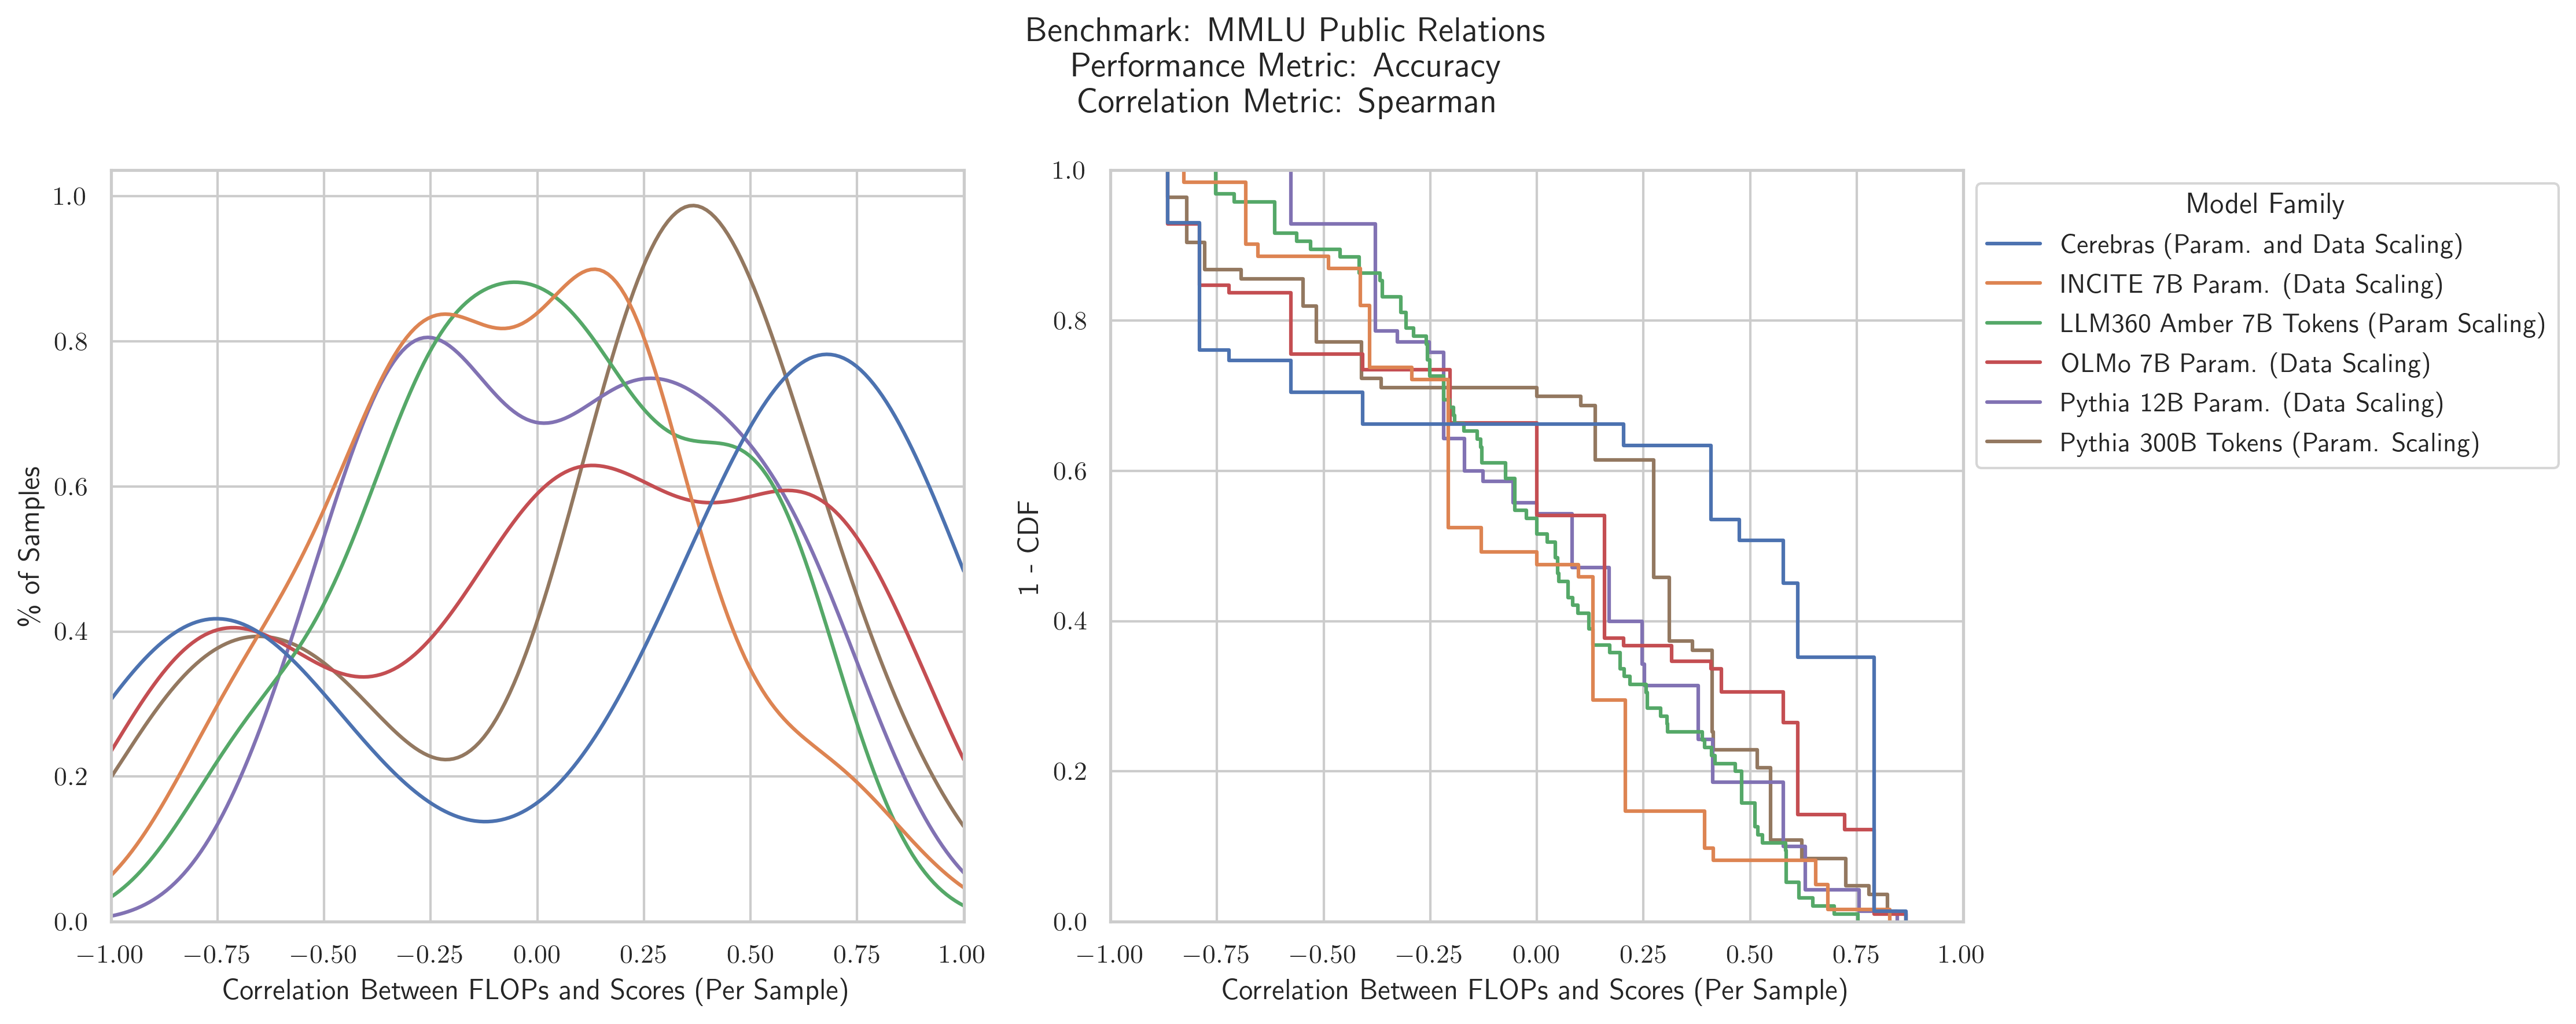 Benchmark: MMLU Public Relations
Performance Metric: Accuracy
Correlation Metric: Spearman
% of Samples
1.0
0.8
0.6
0.4
0.2
0.0
−1.00 −0.75 −0.50 −0.25 0.00 0.25 0.50 0.75 1.00
Correlation Between FLOPs and Scores (Per Sample)
1 - CDF
1.0
0.8
0.6
0.4
0.2
0.0
−1.00 −0.75 −0.50 −0.25 0.00 0.25 0.50 0.75 1.00
Correlation Between FLOPs and Scores (Per Sample)
Model Family
Cerebras (Param. and Data Scaling)
INCITE 7B Param. (Data Scaling)
LLM360 Amber 7B Tokens (Param Scaling)
OLMo 7B Param. (Data Scaling)
Pythia 12B Param. (Data Scaling)
Pythia 300B Tokens (Param. Scaling)